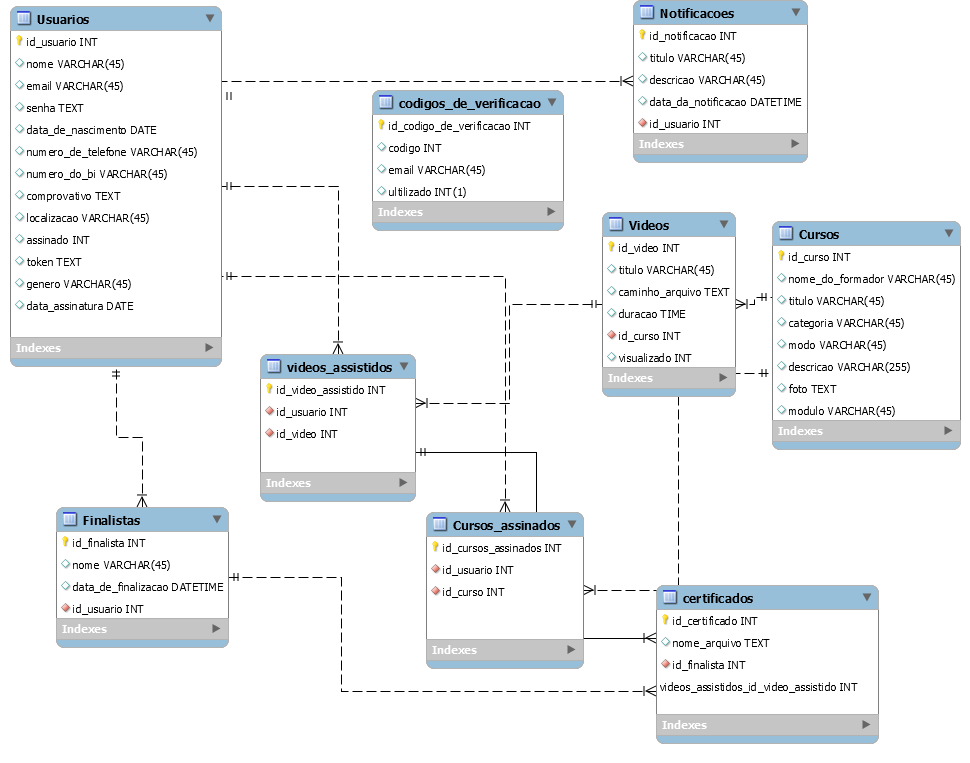 Usuarios
id_usuario INT
nome VARCHAR(45)
email VARCHAR(45)
senha TEXT
data_de_nascimento DATE
numero_de_telefone VARCHAR(45)
numero_do_bi VARCHAR(45)
comprovativo TEXT
localizacao VARCHAR(45)
assinado INT
token TEXT
genero VARCHAR(45)
data_assinatura DATE
Indexes
codigos_de_verificacao
id_codigo_de_verificacao INT
codigo INT
email VARCHAR(45)
ultilizado INT(1)
Indexes
Notificacoes
id_notificacao INT
titulo VARCHAR(45)
descricao VARCHAR(45)
data_da_notificacao DATETIME
id_usuario INT
Indexes
Videos
id_video INT
titulo VARCHAR(45)
caminho_arquivo TEXT
duracao TIME
id_curso INT
visualizado INT
Indexes
Cursos
id_curso INT
nome_do_formador VARCHAR(45)
titulo VARCHAR(45)
categoria VARCHAR(45)
modo VARCHAR(45)
descricao VARCHAR(255)
foto TEXT
modulo VARCHAR(45)
Indexes
videos_assistidos
id_video_assistido INT
id_usuario INT
id_video INT
Indexes
Finalistas
id_finalista INT
nome VARCHAR(45)
data_de_finalizacao DATETIME
id_usuario INT
Indexes
Cursos_assinados
id_cursos_assinados INT
id_usuario INT
id_curso INT
Indexes
certificados
id_certificado INT
nome_arquivo TEXT
id_finalista INT
videos_assistidos_id_video_assistido INT
Indexes